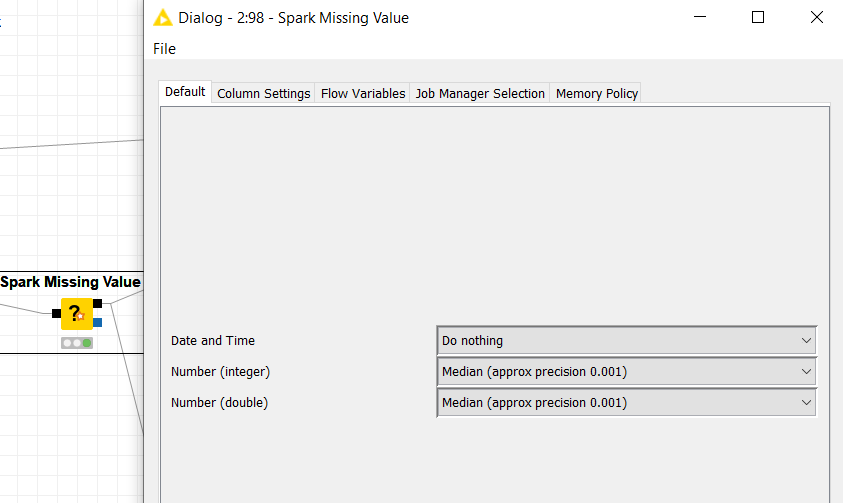 Dialog - 2:98 - Spark Missing Value
File
Default Column Settings Flow Variables Job Manager Selection Memory Policy
Spark Missing Value
?
Date and Time Do nothing
Number (integer) Median (approx precision 0.001)
Number (double) Median (approx precision 0.001)